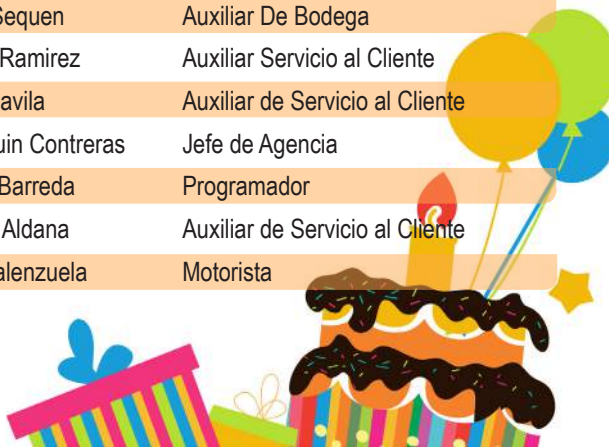 Sequen Auxiliar De Bodega
Ramirez Auxiliar Servicio al Cliente
avila Auxiliar de Servicio al Cliente
uin Contreras Jefe de Agencia
Barreda Programador
Aldana Auxiliar de Servicio al Cliente
alenzuela Motorista